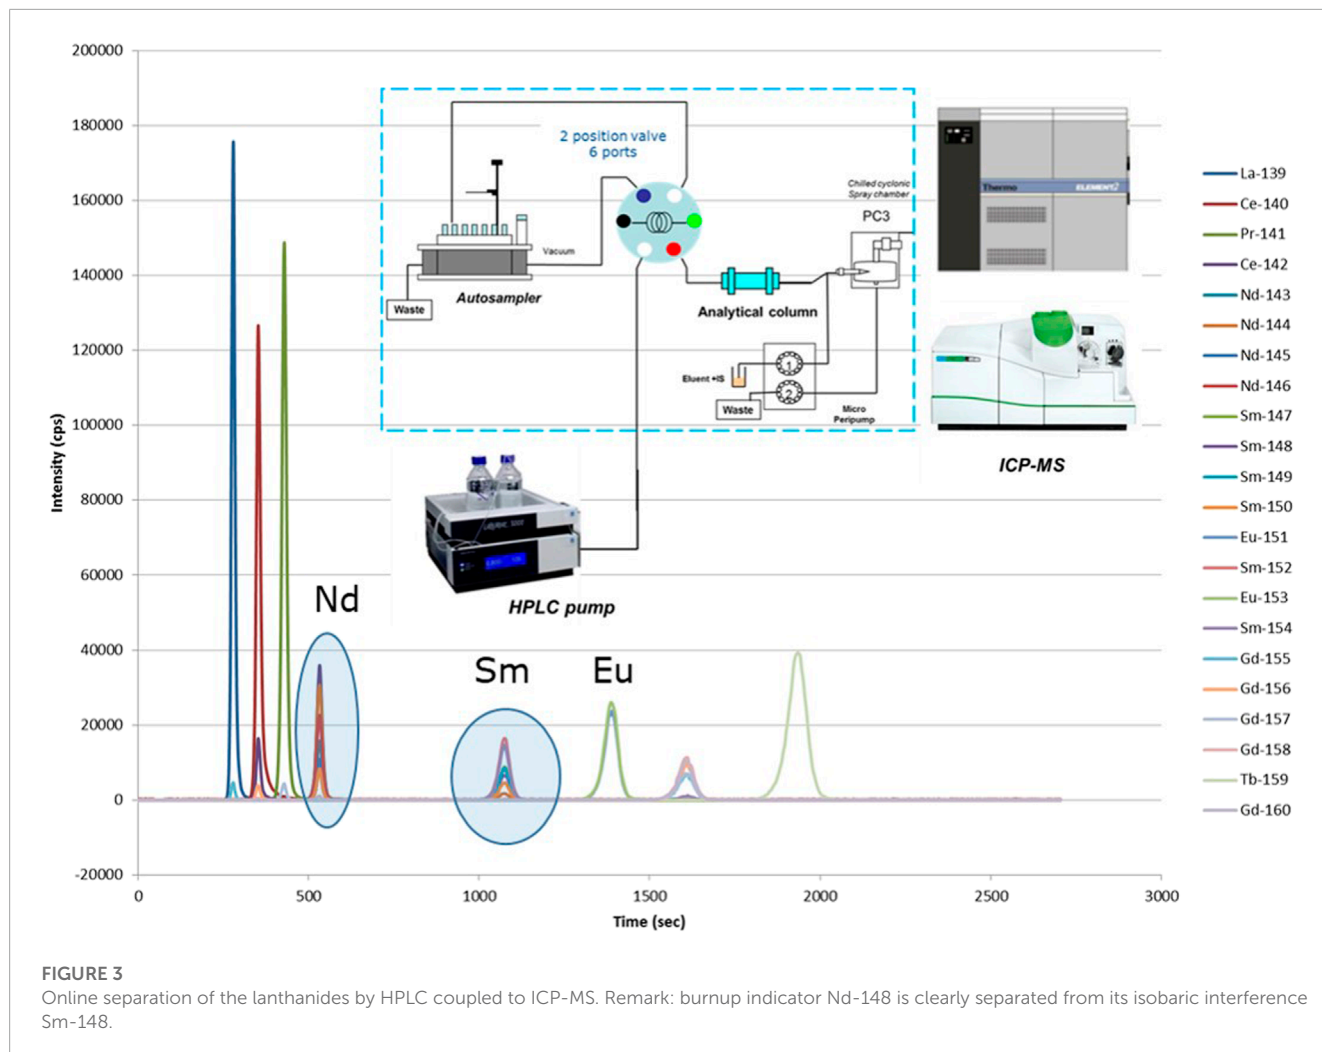 200000
180000
160000
140000
120000
100000
80000
60000
40000
20000
0
-20000
Intensity (cps)
0
500
1000
1500
2000
2500
3000
Time (sec)
2 position valve
6 ports
Chilled cyclonic
Spray chamber
PC3
Vacuum
Autosampler
Waste
Analytical column
Eluent +IS
1
2
Waste
Micro
Peripump
Thermo
ELEMENT2
ICP-MS
HPLC pump
Nd
Sm
Eu
La-139
Ce-140
Pr-141
Ce-142
Nd-143
Nd-144
Nd-145
Nd-146
Sm-147
Sm-148
Sm-149
Sm-150
Eu-151
Sm-152
Eu-153
Sm-154
Gd-155
Gd-156
Gd-157
Gd-158
Tb-159
Gd-160
FIGURE 3
Online separation of the lanthanides by HPLC coupled to ICP-MS. Remark: burnup indicator Nd-148 is clearly separated from its isobaric interference
Sm-148.